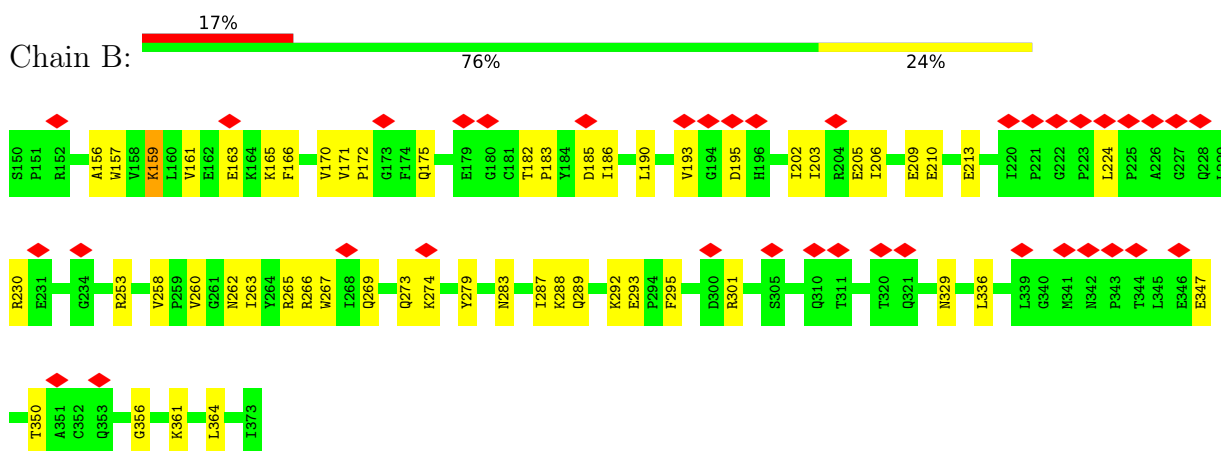 17%
Chain B:
76% 24%
S150 P151 R152 A156 W157 V158 K159 L160 V161 E162 E163 K164 K165 F166 V170 V171 P172 G173 F174 Q175 E179 G180 C181 T182 P183 Y184 D185 I186 L190 V193 G194 D195 H196 I202 I203 R204 E205 I206 E209 E210 E213 I220 P221 G222 P223 L224 P225 A226 G227 Q228
R230 E231 G234 R253 V258 P259 V260 G261 N262 I263 Y264 R265 R266 W267 I268 Q269 Q273 K274 Y279 N283 I287 K288 Q289 K292 E293 P294 F295 D300 R301 S305 Q310 T311 T320 Q321 N329 L336 L339 G340 M341 N342 P343 T344 L345 E346 E347
T350 A351 C352 Q353 G356 K361 L364 I373